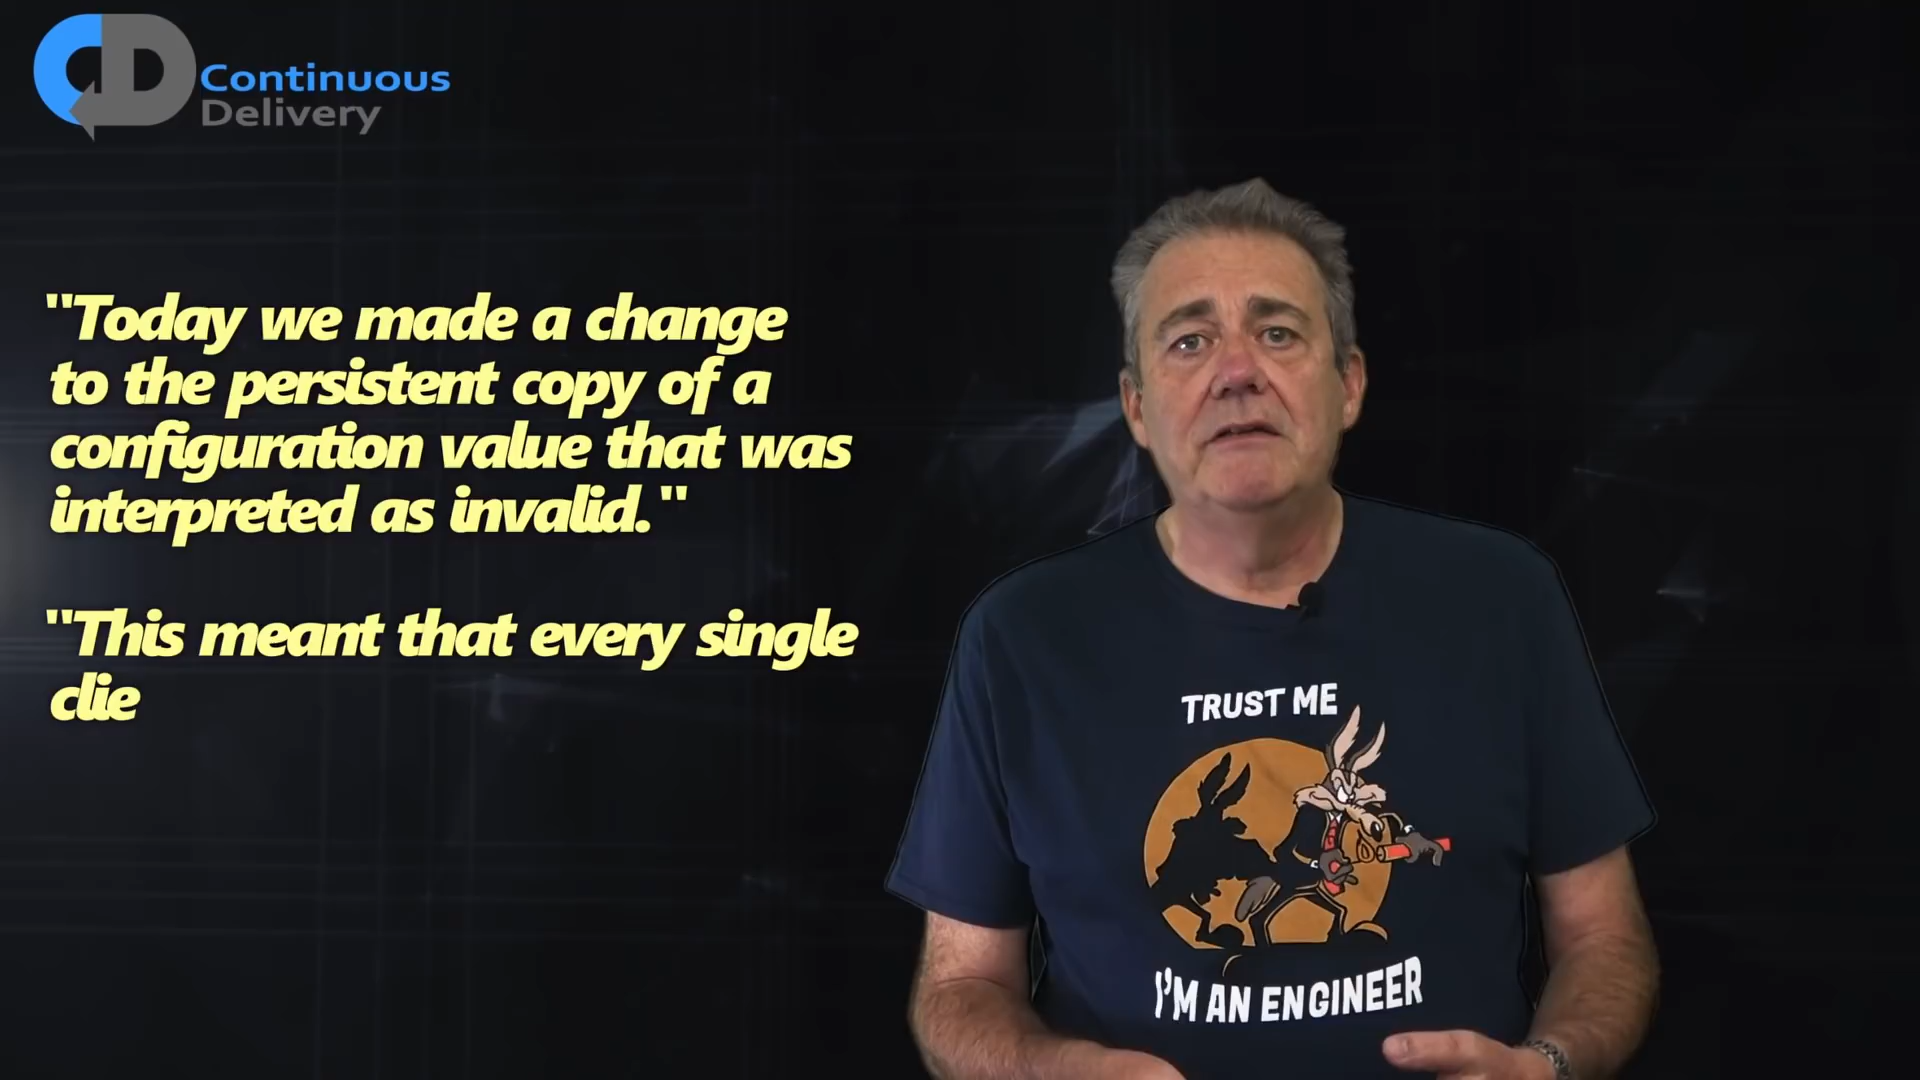 Continuous
Delivery
"Today we made a change
to the persistent copy of a
configuration value that was
interpreted as invalid."
"This meant that every single
clie
TRUST ME
I'M AN ENGINEER